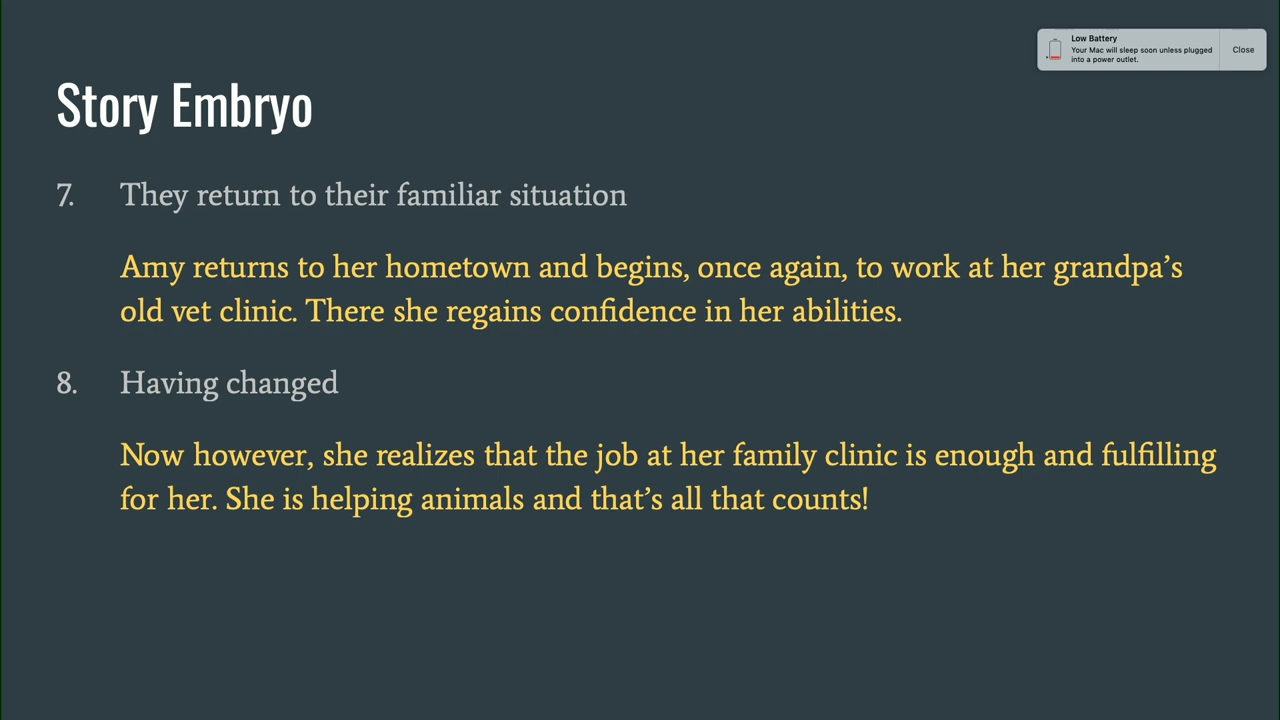 Low Battery
Your Mac will sleep soon unless plugged
into a power outlet.
Close
Story Embryo
7. They return to their familiar situation
Amy returns to her hometown and begins, once again, to work at her grandpa’s
old vet clinic. There she regains confidence in her abilities.
8. Having changed
Now however, she realizes that the job at her family clinic is enough and fulfilling
for her. She is helping animals and that’s all that counts!